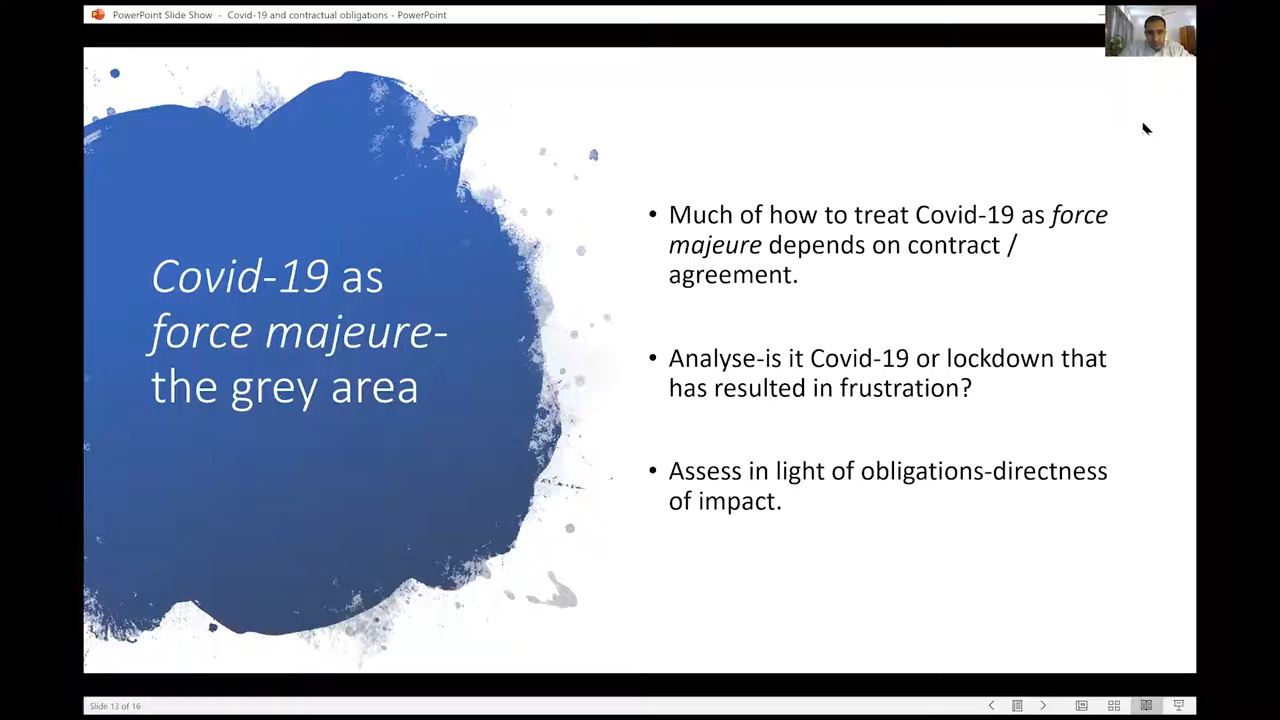 PowerPoint Slide Show - Covid-19 and contractual obligations - PowerPoint
Covid-19 as
force majeure-
the grey area
• Much of how to treat Covid-19 as force
majeure depends on contract /
agreement.
• Analyse-is it Covid-19 or lockdown that
has resulted in frustration?
• Assess in light of obligations-directness
of impact.
Slide 13 of 16